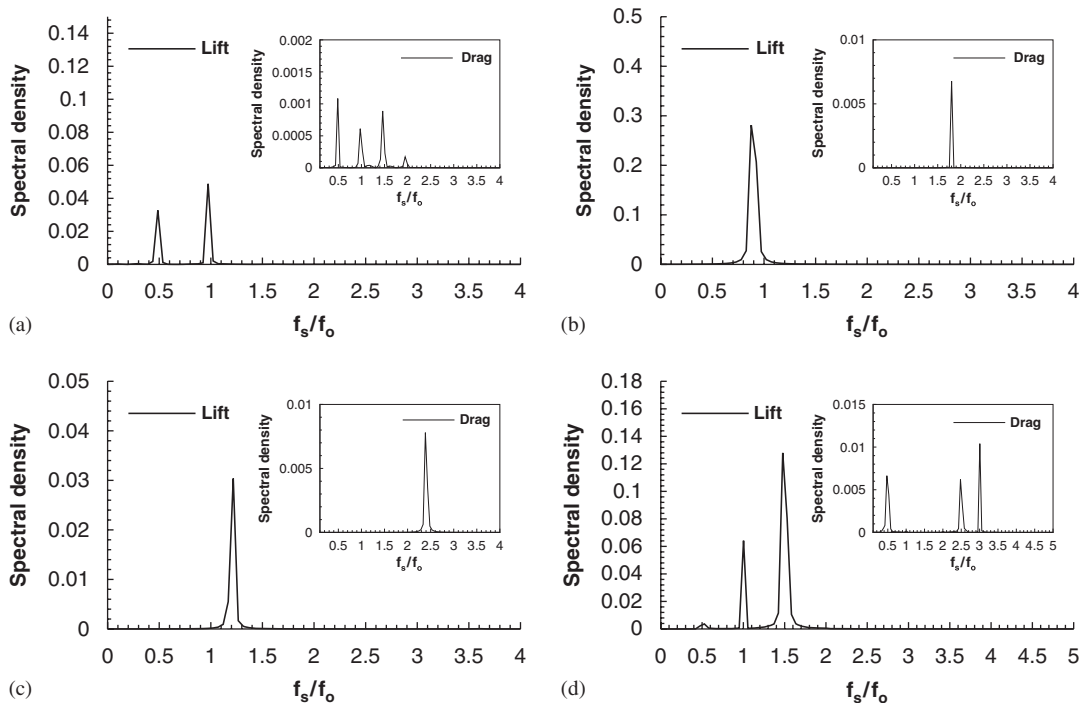 0.14
0.12
0.1
0.08
0.06
0.04
0.02
0
Spectral density
Lift
0 0.5 1 1.5 2 2.5 3 3.5 4
fs/fo
(a)
0.002
0.0015
0.001
0.0005
0
Spectral density
Drag
0.5 1 1.5 2 2.5 3 3.5 4
fs/fo
0.5
0.4
0.3
0.2
0.1
0
Spectral density
Lift
0 0.5 1 1.5 2 2.5 3 3.5 4
fs/fo
(b)
0.01
0.005
0
Spectral density
Drag
0.5 1 1.5 2 2.5 3 3.5 4
fs/fo
0.05
0.04
0.03
0.02
0.01
0
Spectral density
Lift
0 0.5 1 1.5 2 2.5 3 3.5 4
fs/fo
(c)
0.01
0.005
0
Spectral density
Drag
0.5 1 1.5 2 2.5 3 3.5 4
fs/fo
0.18
0.16
0.14
0.12
0.1
0.08
0.06
0.04
0.02
0
Spectral density
Lift
0 0.5 1 1.5 2 2.5 3 3.5 4 4.5 5
fs/fo
(d)
0.015
0.01
0.005
0
Spectral density
Drag
0.5 1 1.5 2 2.5 3 3.5 4 4.5 5
fs/fo